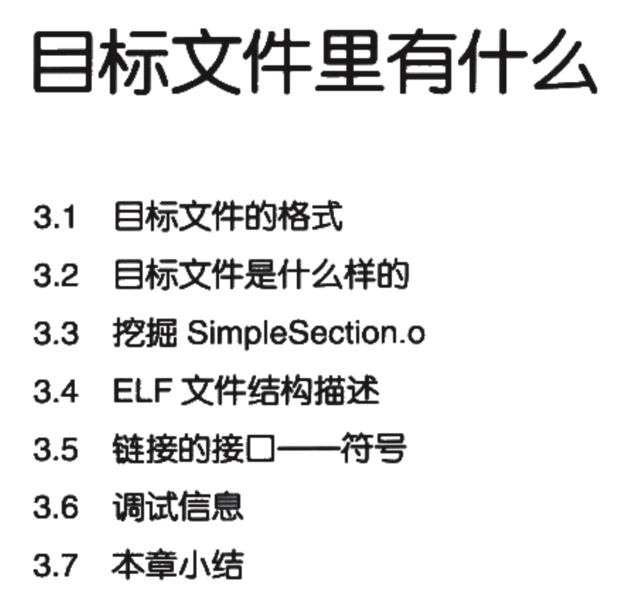 目标文件里有什么
3.1 目标文件的格式
3.2 目标文件是什么样的
3.3 挖掘 SimpleSection.o
3.4 ELF 文件结构描述
3.5 链接的接口——符号
3.6 调试信息
3.7 本章小结